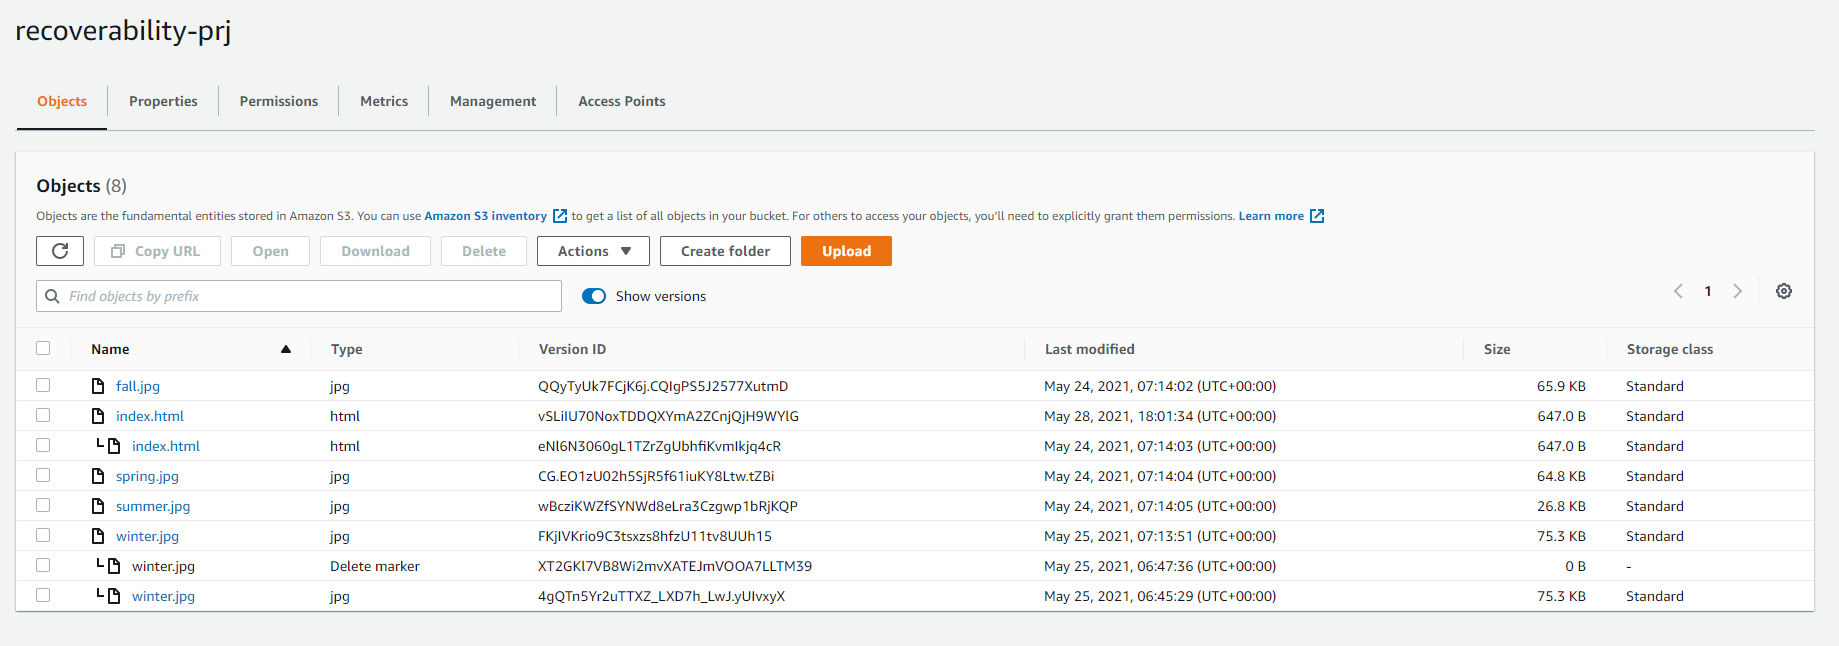 recoverability-prj
Objects Properties Permissions Metrics Management Access Points
Objects (8)
Objects are the fundamental entities stored in Amazon S3. You can use Amazon S3 inventory to get a list of all objects in your bucket. For others to access your objects, you'll need to explicitly grant them permissions. Learn more
Copy URL Open Download Delete Actions Create folder Upload
Find objects by prefix Show versions 1
Name Type Version ID Last modified Size Storage class
fall.jpg jpg QQyTyUk7FCjK6j.CQIgPS5J2577XutmD May 24, 2021, 07:14:02 (UTC+00:00) 65.9 KB Standard
index.html html vSLiIU70NoxTDDQXYmA2ZCnjQjH9WYlG May 28, 2021, 18:01:34 (UTC+00:00) 647.0 B Standard
index.html html eNl6N3060gL1TZrZgUbhfiKvmIkjq4cR May 24, 2021, 07:14:03 (UTC+00:00) 647.0 B Standard
spring.jpg jpg CG.EO1zU02h5SjR5f61iuKY8Ltw.tZBi May 24, 2021, 07:14:04 (UTC+00:00) 64.8 KB Standard
summer.jpg jpg wBcziKWZfSYNWd8eLra3Czgwp1bRjKQP May 24, 2021, 07:14:05 (UTC+00:00) 26.8 KB Standard
winter.jpg jpg FKjIVKrio9C3tsxzs8hfzU11tv8UUh15 May 25, 2021, 07:13:51 (UTC+00:00) 75.3 KB Standard
winter.jpg Delete marker XT2GKl7VB8Wi2mvXATEJmVOOA7LLTM39 May 25, 2021, 06:47:36 (UTC+00:00) 0 B -
winter.jpg jpg 4gQTn5Yr2uTTXZ_LXD7h_LwJ.yUIvxyX May 25, 2021, 06:45:29 (UTC+00:00) 75.3 KB Standard